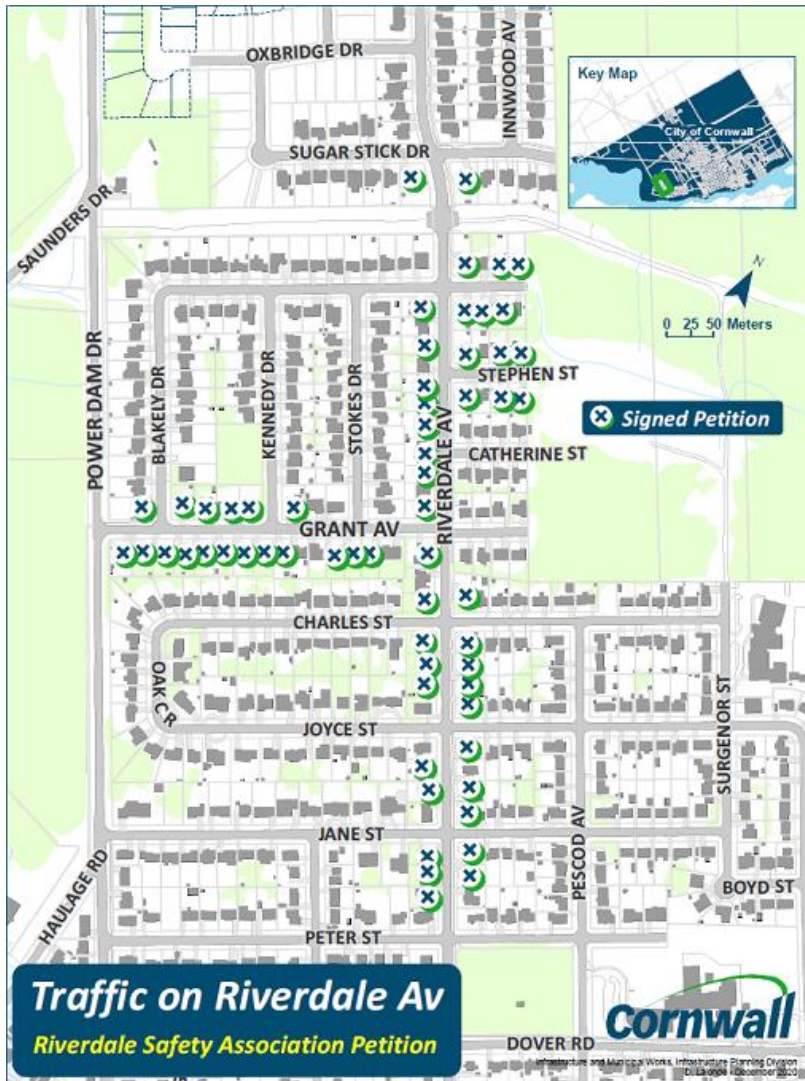 OXBRIDGE DR
INNWOOD AV
Key Map
City of Cornwall
SUGAR STICK DR
SAUNDERS DR
N
0 25 50 Meters
POWER DAM DR
BLAKELY DR
KENNEDY DR
STOKES DR
RIVERDALE AV
STEPHEN ST
Signed Petition
CATHERINE ST
GRANT AV
CHARLES ST
OAK C R
JOYCE ST
SURGENOR ST
JANE ST
PESCOD AV
HAULAGE RD
BOYD ST
PETER ST
Traffic on Riverdale Av
Riverdale Safety Association Petition
Cornwall
DOVER RD
Infrastructure and Municipal Works, Infrastructure Planning Division
D. Lalonde - December 2020